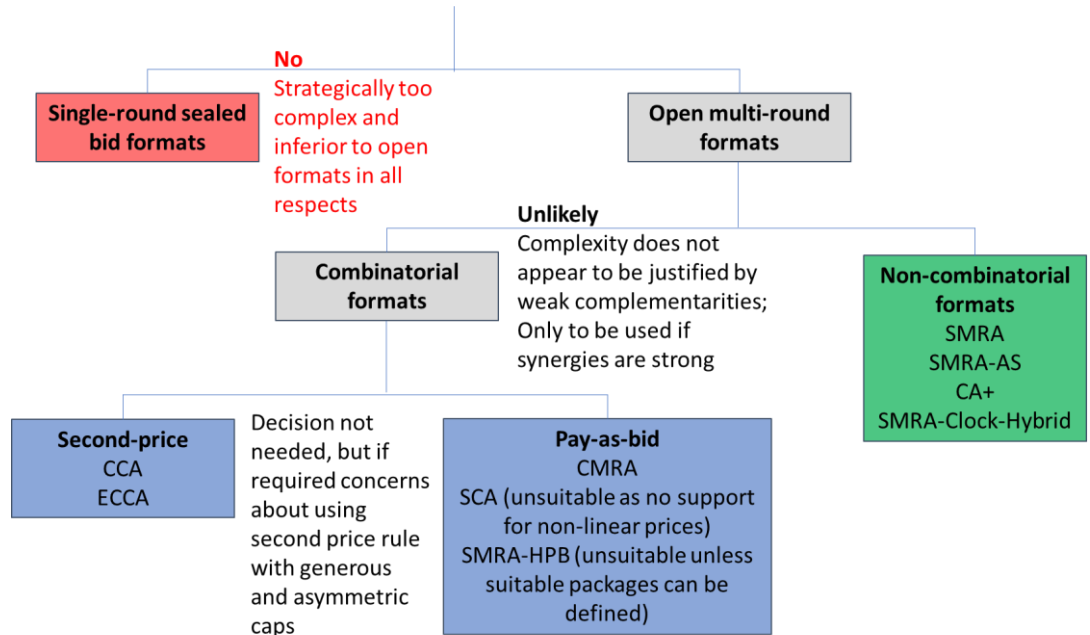 No
Strategically too
complex and
inferior to open
formats in all
respects
Single-round sealed
bid formats
Open multi-round
formats
Unlikely
Complexity does not
appear to be justified by
weak complementarities;
Only to be used if
synergies are strong
Combinatorial
formats
Non-combinatorial
formats
SMRA
SMRA-AS
CA+
SMRA-Clock-Hybrid
Second-price
CCA
ECCA
Decision not
needed, but if
required concerns
about using
second price rule
with generous
and asymmetric
caps
Pay-as-bid
CMRA
SCA (unsuitable as no support
for non-linear prices)
SMRA-HPB (unsuitable unless
suitable packages can be
defined)